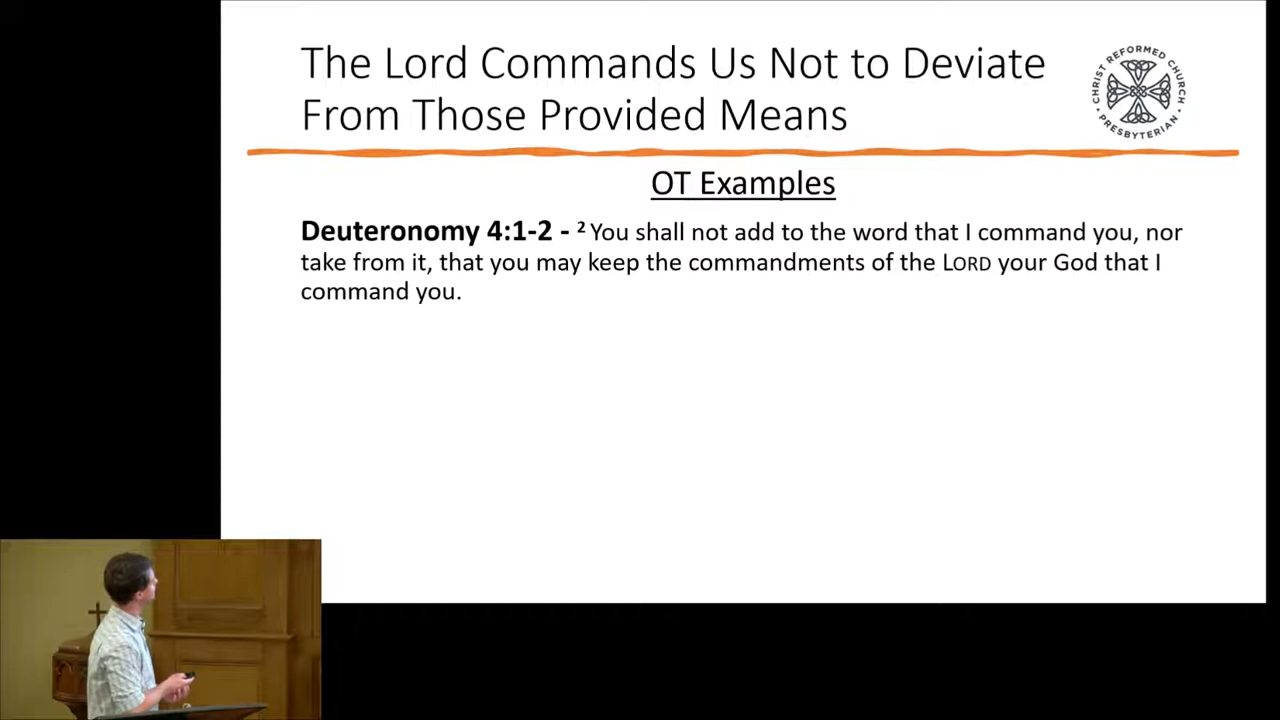 The Lord Commands Us Not to Deviate
From Those Provided Means
CHRIST REFORMED CHURCH
• PRESBYTERIAN •
OT Examples
Deuteronomy 4:1-2 - ² You shall not add to the word that I command you, nor
take from it, that you may keep the commandments of the LORD your God that I
command you.